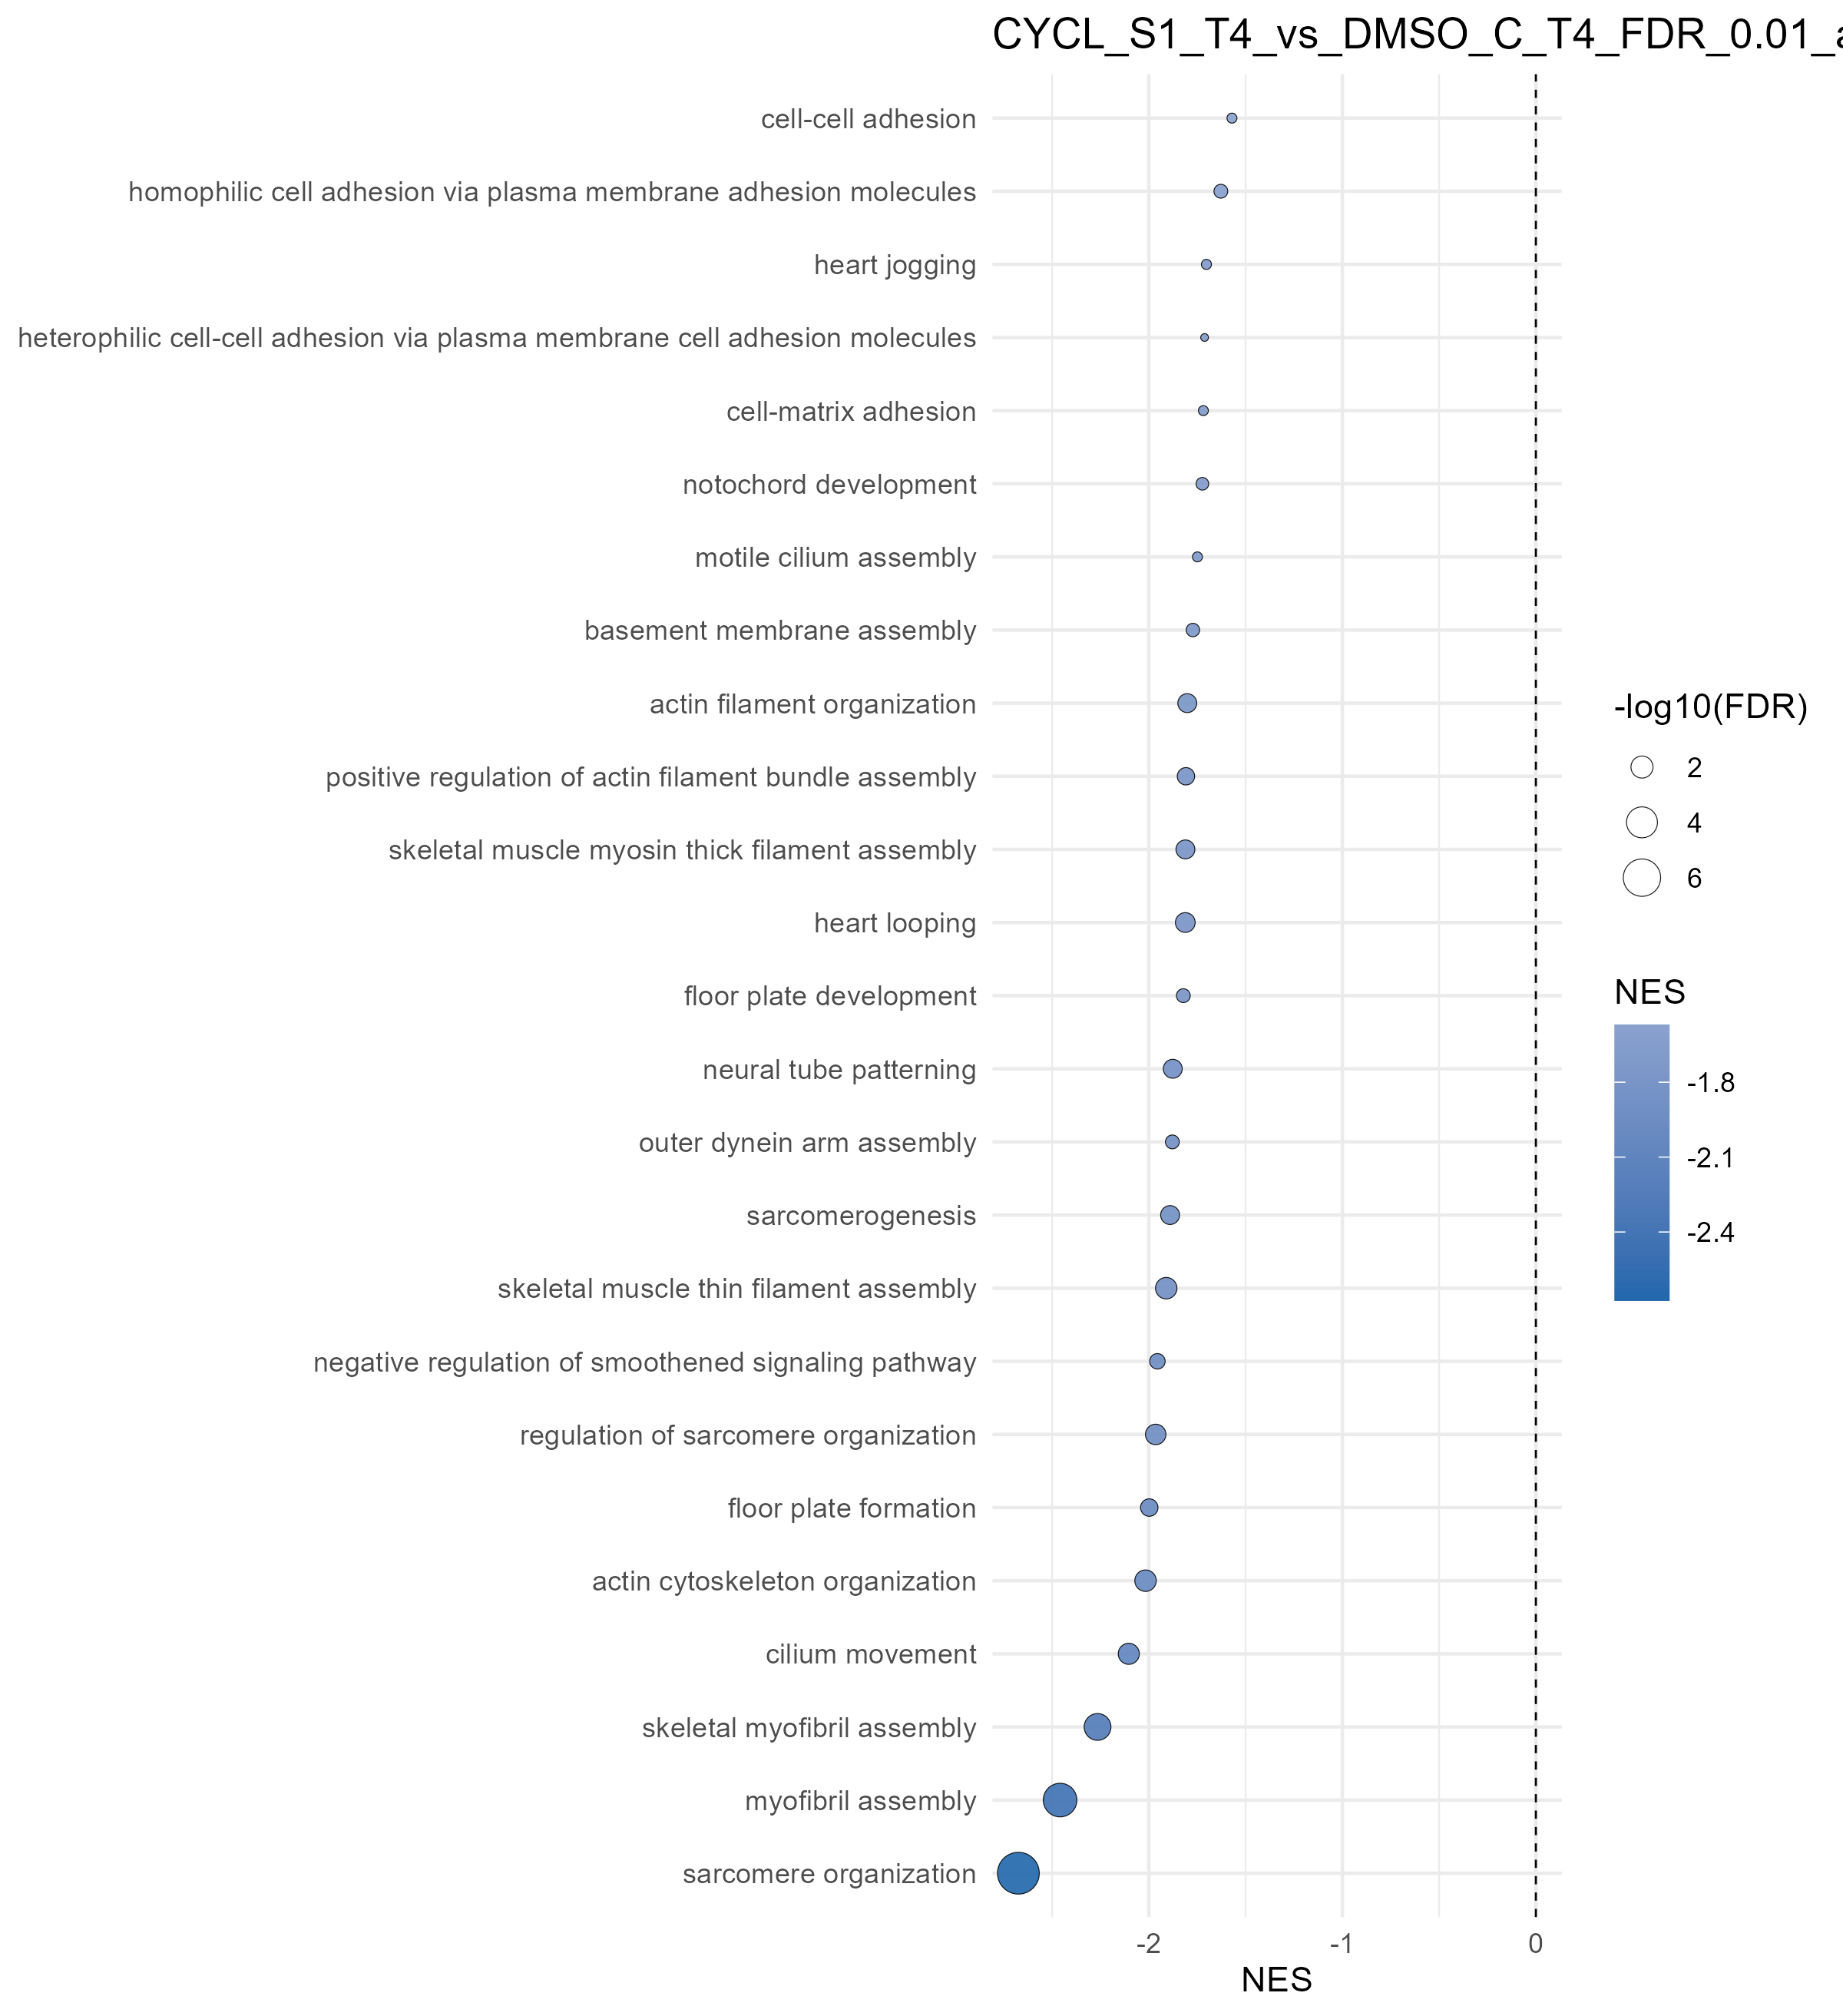 CYCL_S1_T4_vs_DMSO_C_T4_FDR_0.01_a
cell-cell adhesion
homophilic cell adhesion via plasma membrane adhesion molecules
heart jogging
heterophilic cell-cell adhesion via plasma membrane cell adhesion molecules
cell-matrix adhesion
notochord development
motile cilium assembly
basement membrane assembly
actin filament organization
positive regulation of actin filament bundle assembly
skeletal muscle myosin thick filament assembly
heart looping
floor plate development
neural tube patterning
outer dynein arm assembly
sarcomerogenesis
skeletal muscle thin filament assembly
negative regulation of smoothened signaling pathway
regulation of sarcomere organization
floor plate formation
actin cytoskeleton organization
cilium movement
skeletal myofibril assembly
myofibril assembly
sarcomere organization
-2 -1 0
NES
-log10(FDR)
2
4
6
NES
-1.8
-2.1
-2.4